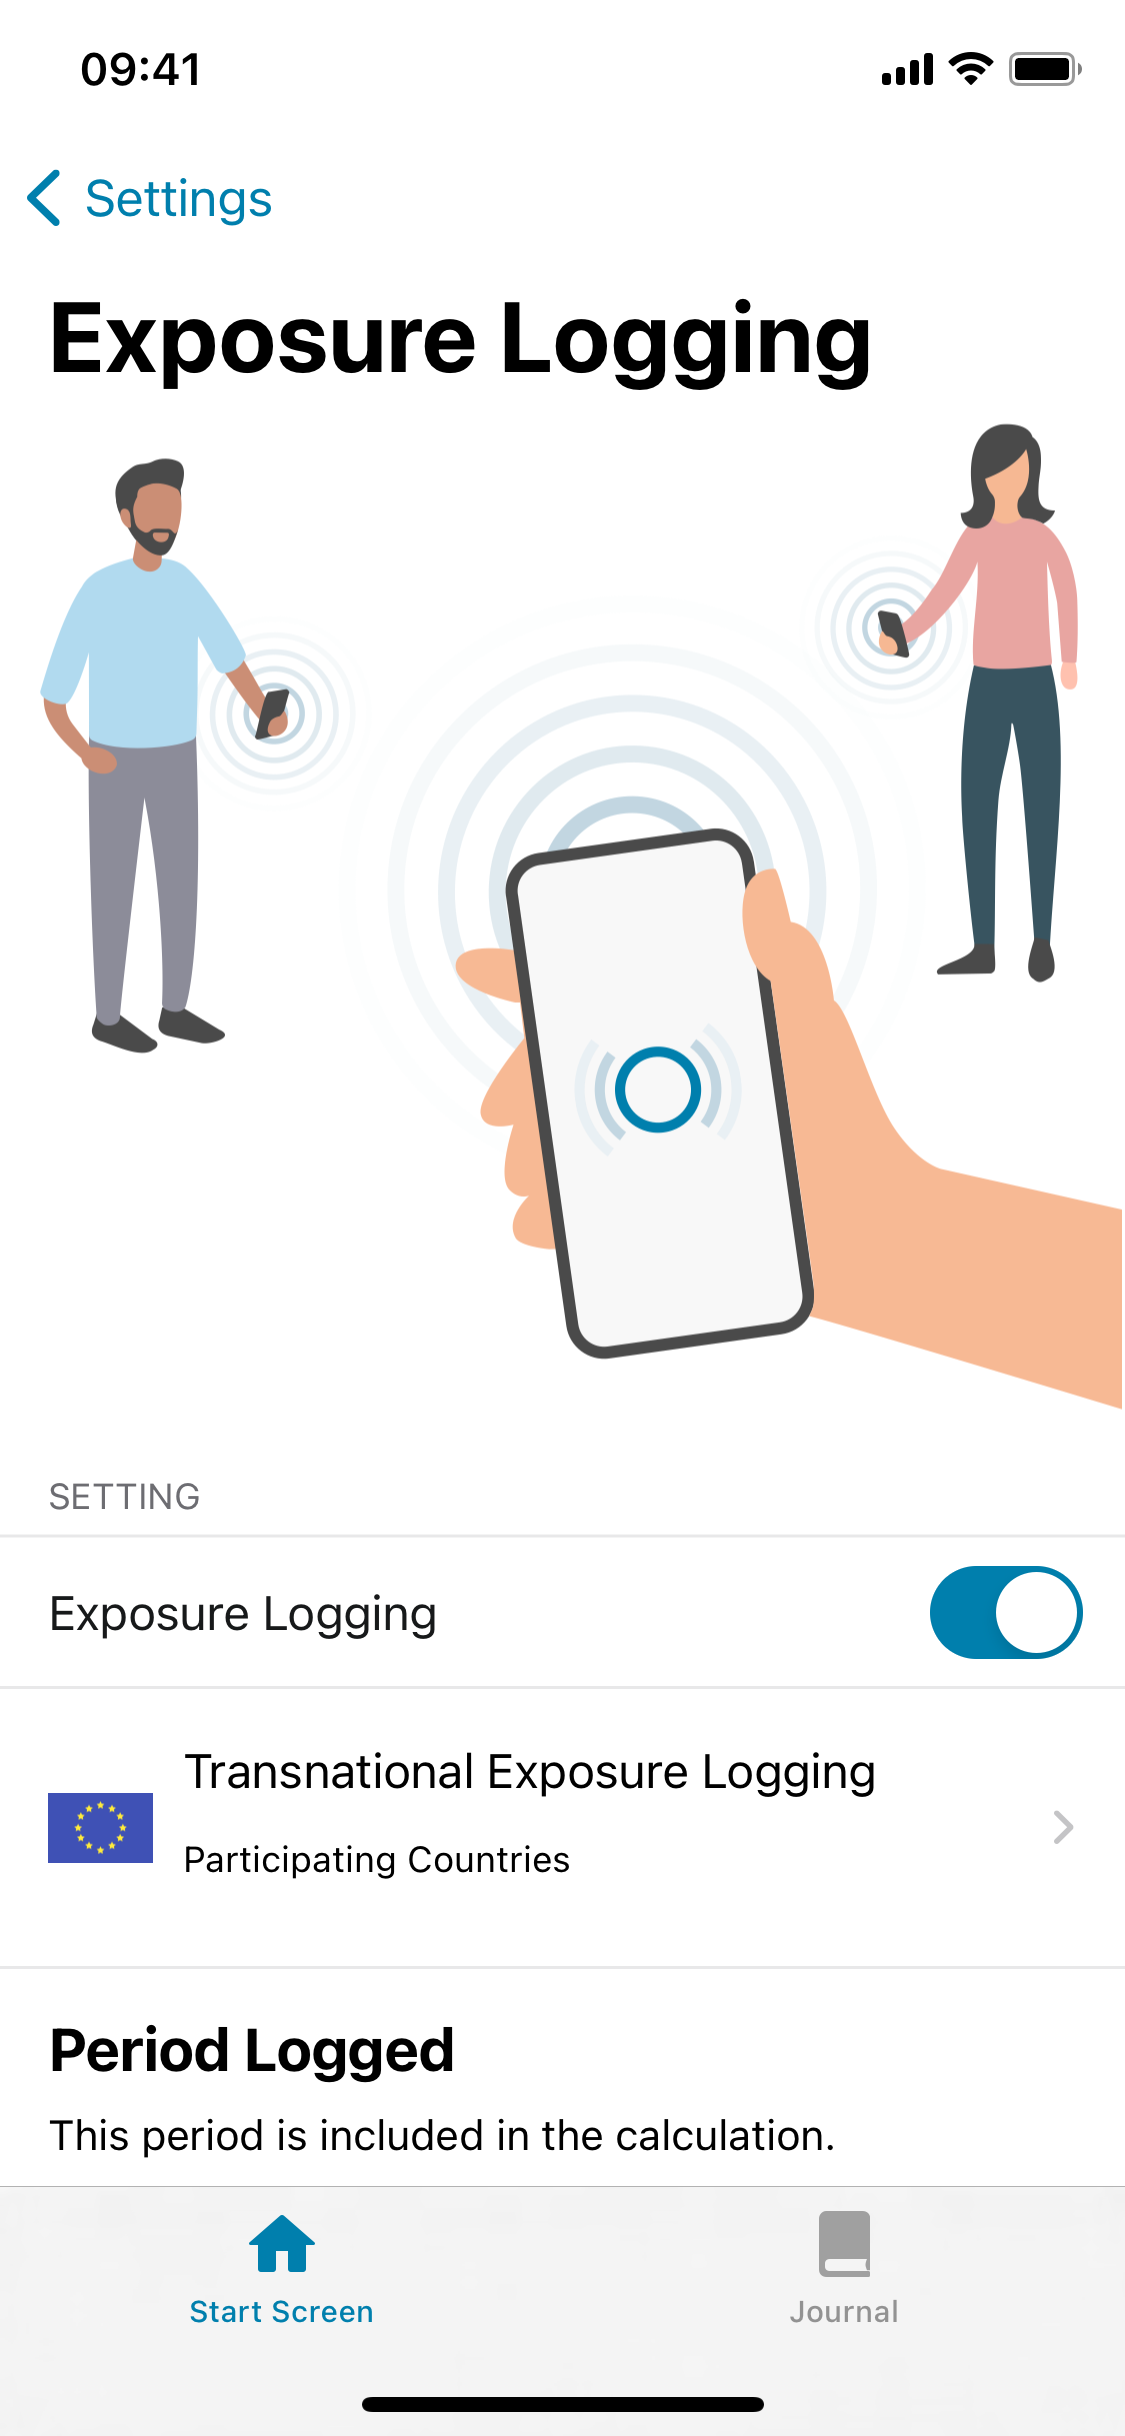 09:41
Settings
Exposure Logging
SETTING
Exposure Logging
Transnational Exposure Logging
Participating Countries
Period Logged
This period is included in the calculation.
Start Screen
Journal